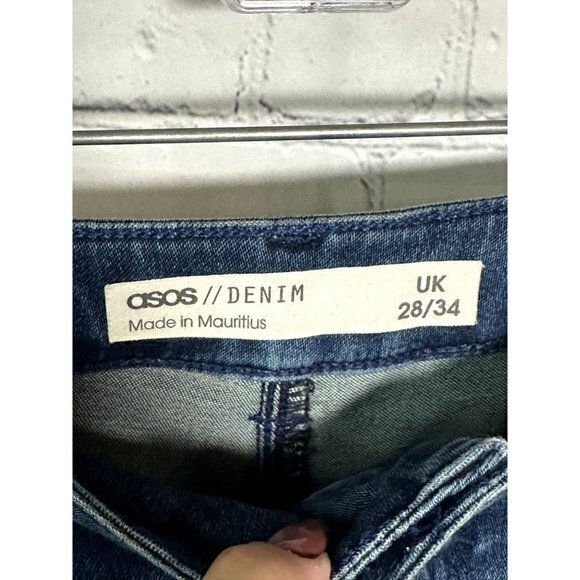 asos // DENIM
Made in Mauritius
UK
28/34